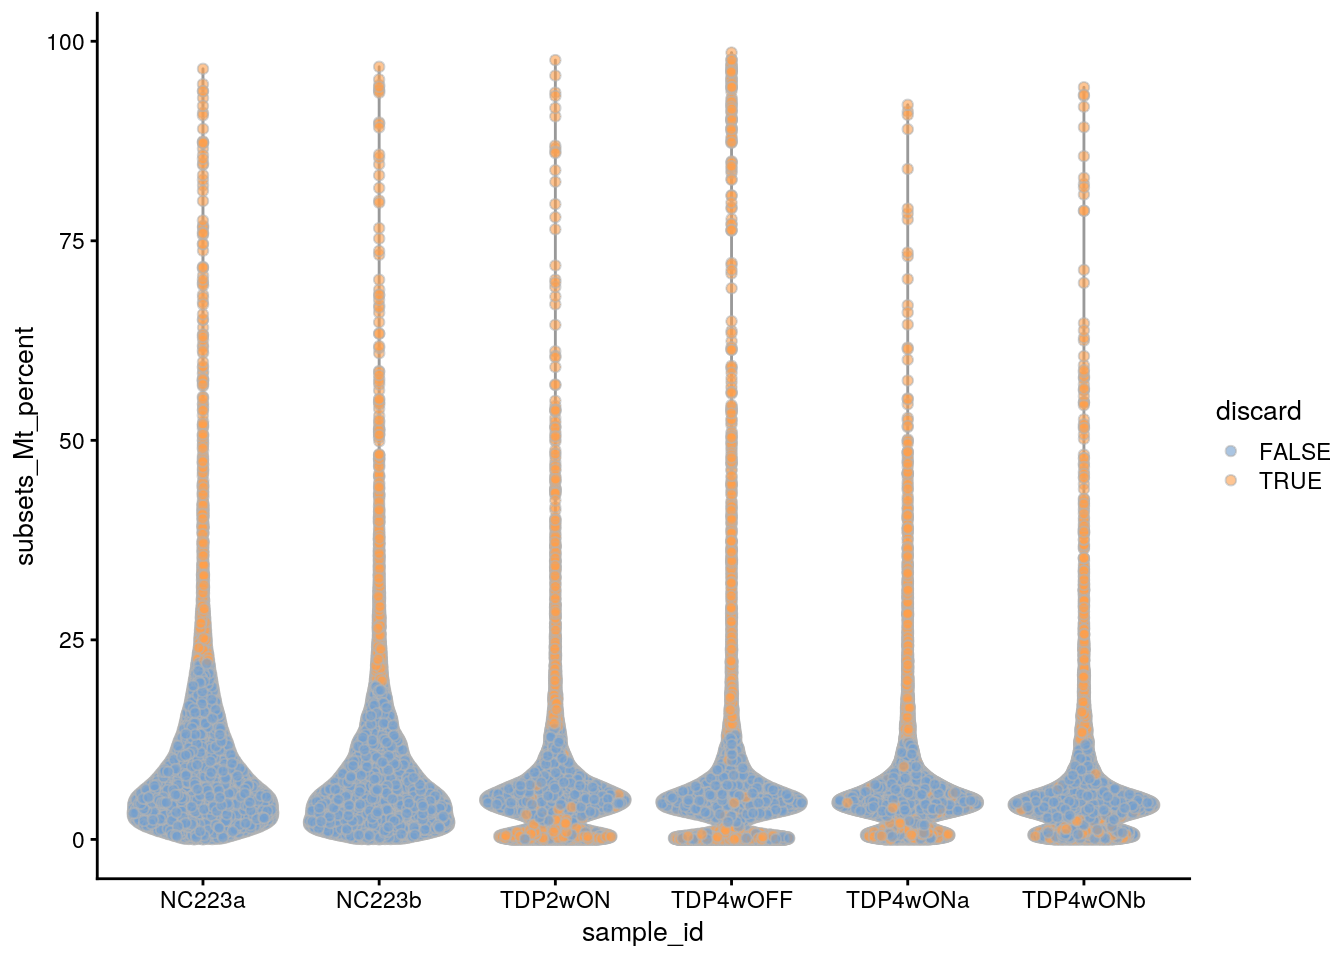 100
75
50
25
0
subsets_Mt_percent
NC223a
NC223b
TDP2wON
TDP4wOFF
TDP4wONa
TDP4wONb
sample_id
discard
FALSE
TRUE